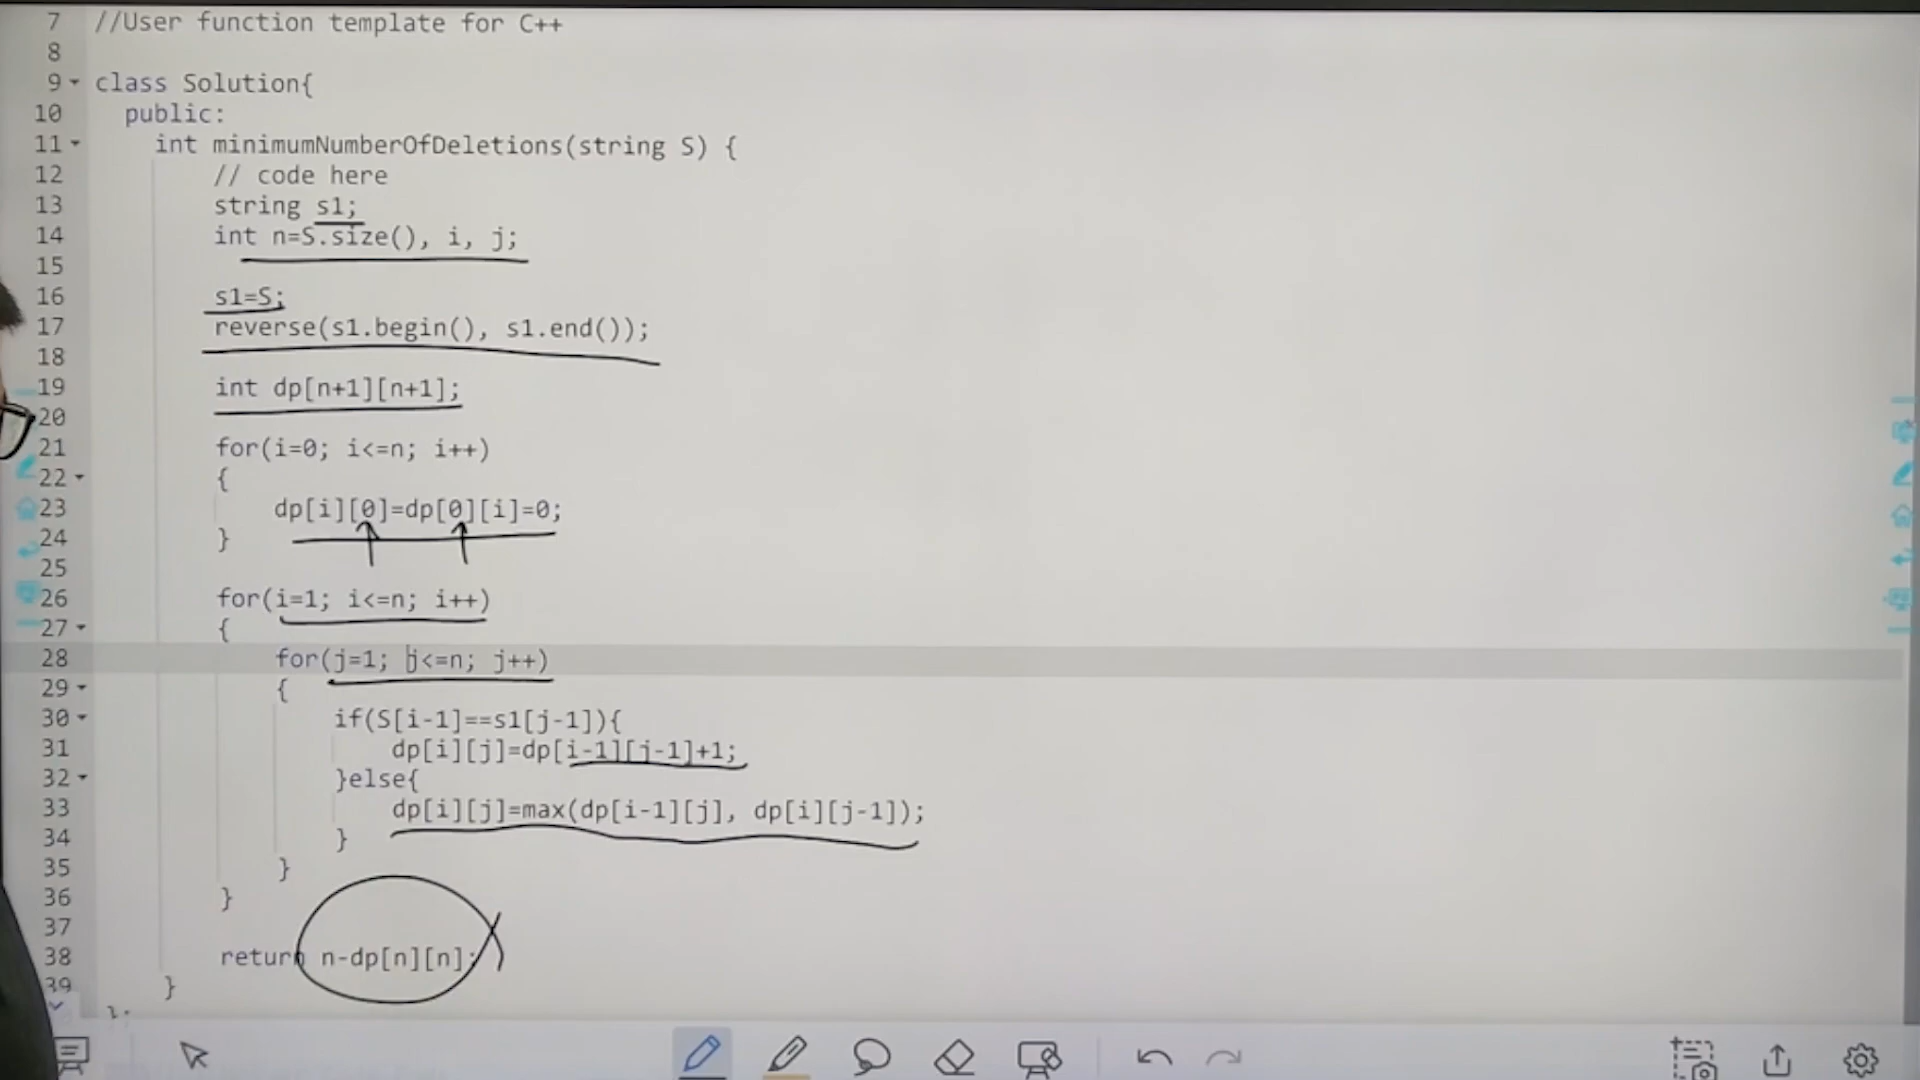 7 //User function template for C++
8
9 class Solution{
10 public:
11 int minimumNumberOfDeletions(string S) {
12 // code here
13 string s1;
14 int n=S.size(), i, j;
15
16 s1=S;
17 reverse(s1.begin(), s1.end());
18
19 int dp[n+1][n+1];
20
21 for(i=0; i<=n; i++)
22 {
23 dp[i][0]=dp[0][i]=0;
24 }
25
26 for(i=1; i<=n; i++)
27 {
28 for(j=1; j<=n; j++)
29 {
30 if(S[i-1]==s1[j-1]){
31 dp[i][j]=dp[i-1][j-1]+1;
32 }else{
33 dp[i][j]=max(dp[i-1][j], dp[i][j-1]);
34 }
35 }
36 }
37
38 return n-dp[n][n];
39 }
};